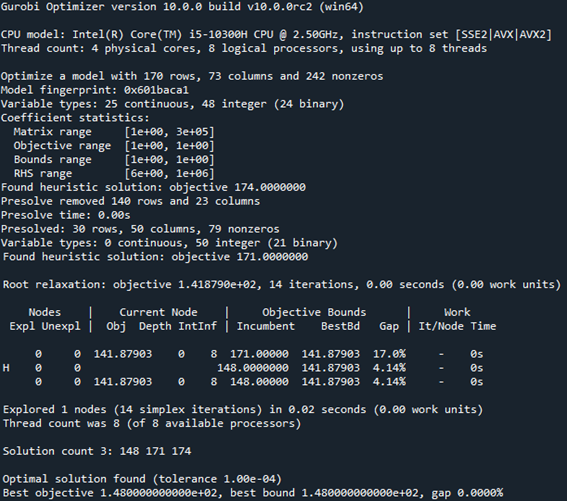 Gurobi Optimizer version 10.0.0 build v10.0.0rc2 (win64)

CPU model: Intel(R) Core(TM) i5-10300H CPU @ 2.50GHz, instruction set [SSE2|AVX|AVX2]
Thread count: 4 physical cores, 8 logical processors, using up to 8 threads

Optimize a model with 170 rows, 73 columns and 242 nonzeros
Model fingerprint: 0x601baca1
Variable types: 25 continuous, 48 integer (24 binary)
Coefficient statistics:
  Matrix range     [1e+00, 3e+05]
  Objective range  [1e+00, 1e+00]
  Bounds range     [1e+00, 1e+00]
  RHS range        [6e+00, 1e+06]
Found heuristic solution: objective 174.0000000
Presolve removed 140 rows and 23 columns
Presolve time: 0.00s
Presolved: 30 rows, 50 columns, 79 nonzeros
Variable types: 0 continuous, 50 integer (21 binary)
Found heuristic solution: objective 171.0000000

Root relaxation: objective 1.418790e+02, 14 iterations, 0.00 seconds (0.00 work units)

    Nodes    |    Current Node    |     Objective Bounds      |     Work
 Expl Unexpl |  Obj  Depth IntInf | Incumbent    BestBd   Gap | It/Node Time

     0     0  141.87903    0    8  171.00000  141.87903  17.0%     -    0s
H    0     0                     148.0000000  141.87903  4.14%     -    0s
     0     0  141.87903    0    8  148.00000  141.87903  4.14%     -    0s

Explored 1 nodes (14 simplex iterations) in 0.02 seconds (0.00 work units)
Thread count was 8 (of 8 available processors)

Solution count 3: 148 171 174

Optimal solution found (tolerance 1.00e-04)
Best objective 1.480000000000e+02, best bound 1.480000000000e+02, gap 0.0000%